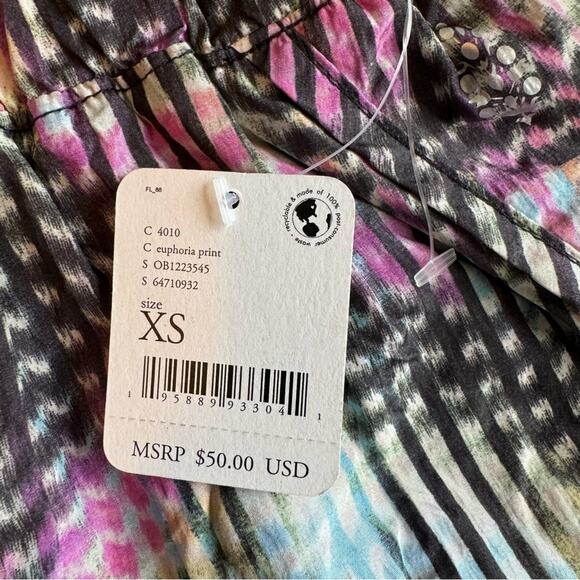 FL_88
recyclable & made of 100% post-consumer waste
C 4010
C euphoria print
S OB1223545
S 64710932
size
XS
1 95889 93304 1
MSRP $50.00 USD